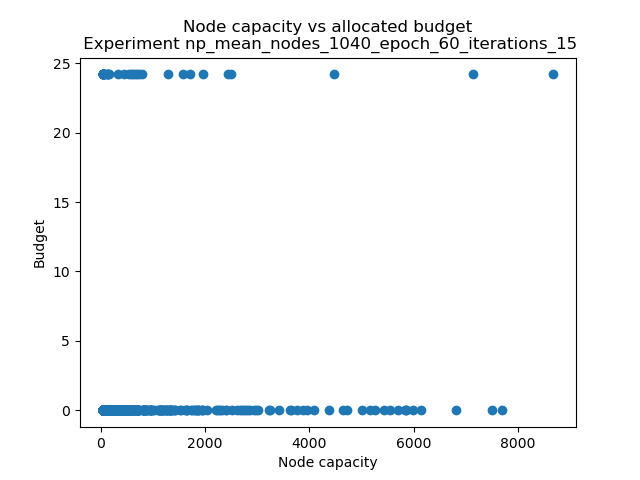 Node capacity vs allocated budget
Experiment np_mean_nodes_1040_epoch_60_iterations_15
25
20
15
10
5
0
Budget
0 2000 4000 6000 8000
Node capacity